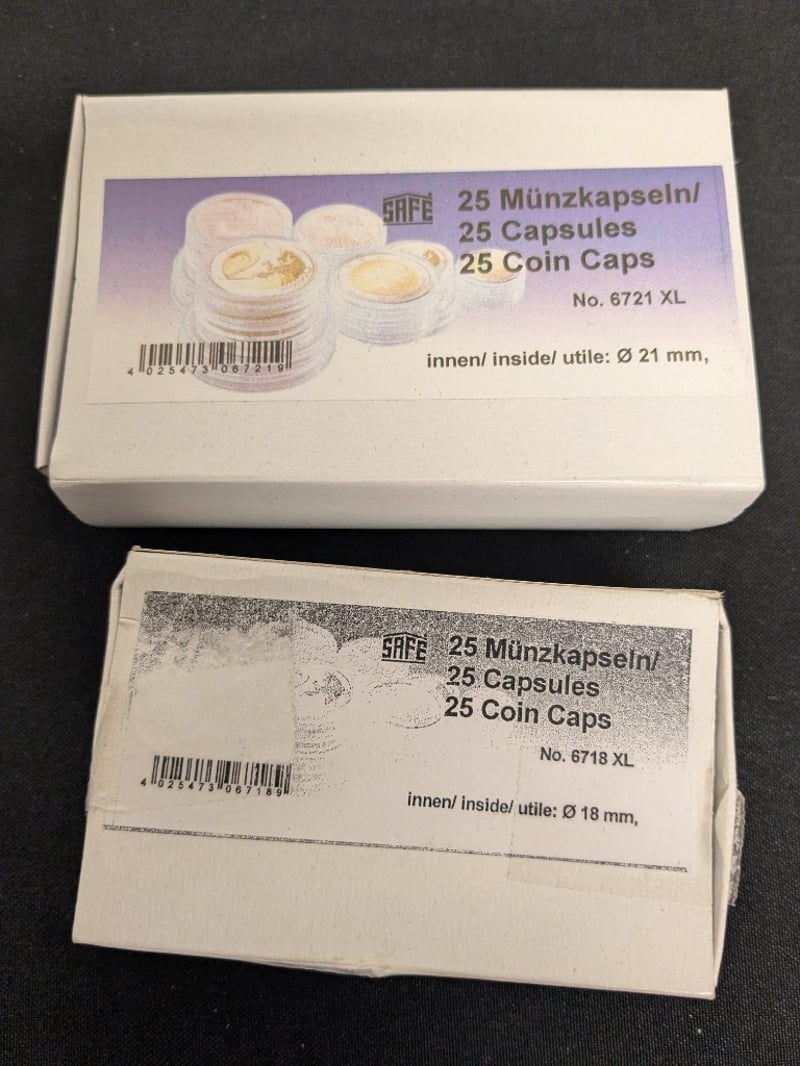 SAFE
25 Münzkapseln/
25 Capsules
25 Coin Caps
No. 6721 XL
innen/ inside/ utile: Ø 21 mm,
4 025473 067219
SAFE
25 Münzkapseln/
25 Capsules
25 Coin Caps
No. 6718 XL
innen/ inside/ utile: Ø 18 mm,
4 025473 067189